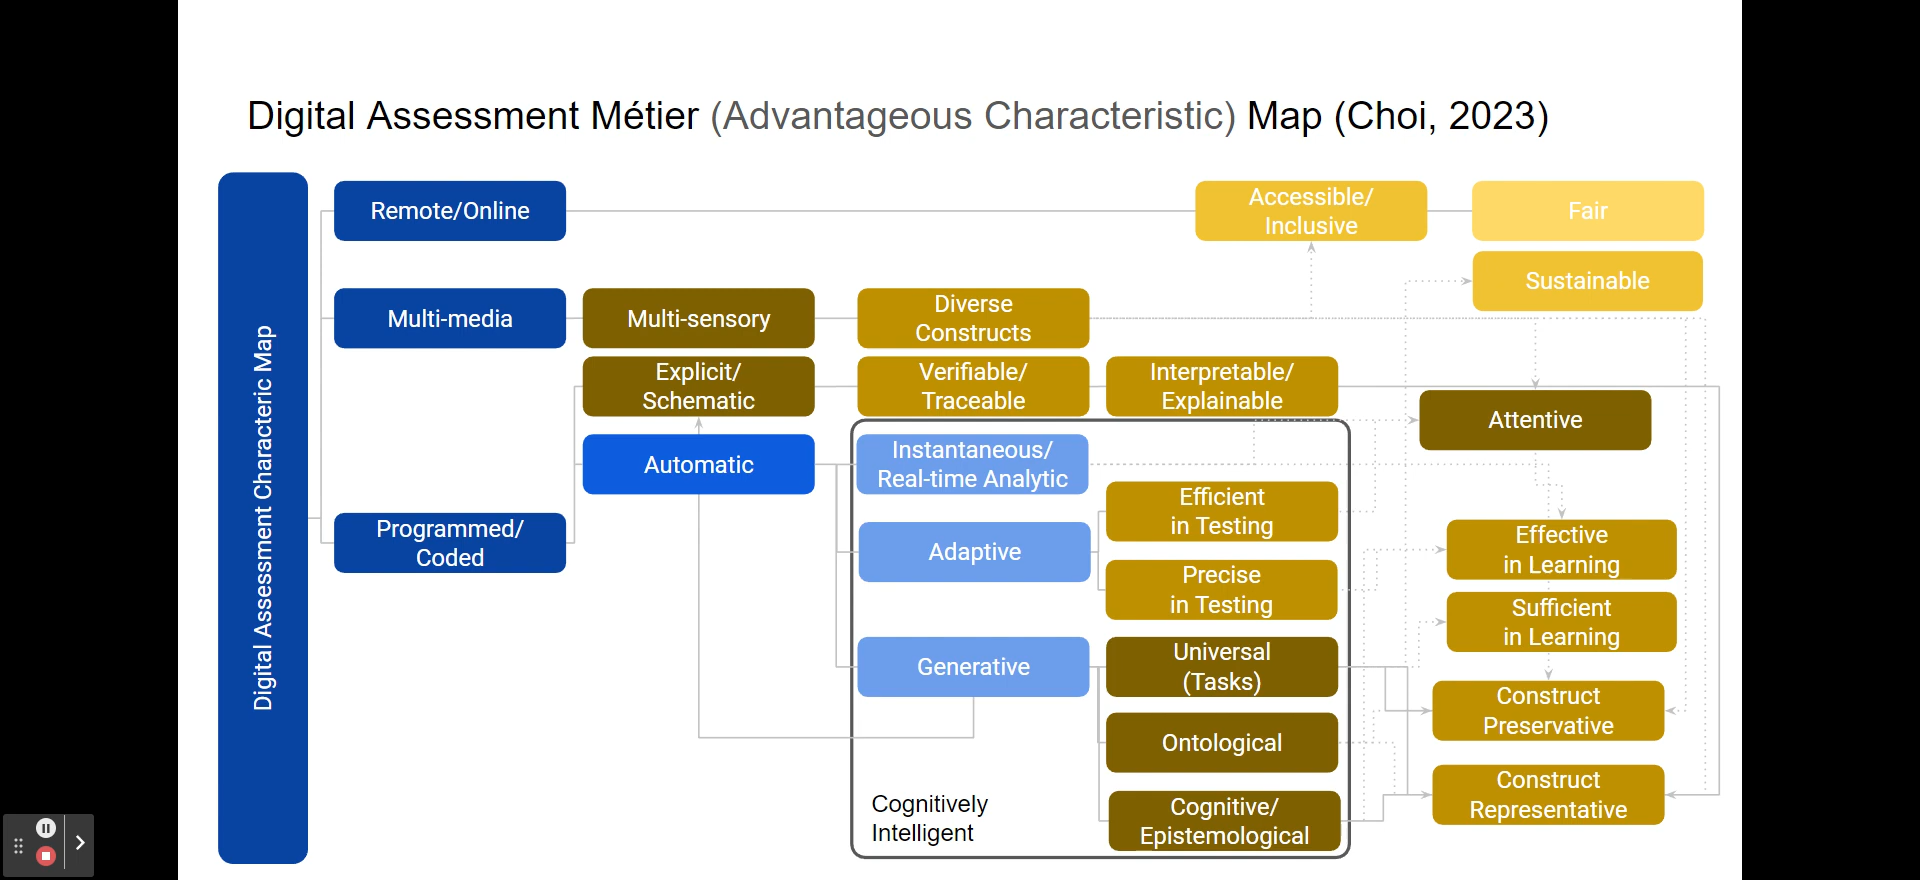 Digital Assessment Métier (Advantageous Characteristic) Map (Choi, 2023)
Digital Assessment Characteric Map
Remote/Online
Accessible/
Inclusive
Fair
Sustainable
Multi-media
Multi-sensory
Diverse
Constructs
Explicit/
Schematic
Verifiable/
Traceable
Interpretable/
Explainable
Attentive
Automatic
Instantaneous/
Real-time Analytic
Efficient
in Testing
Programmed/
Coded
Adaptive
Effective
in Learning
Precise
in Testing
Sufficient
in Learning
Generative
Universal
(Tasks)
Construct
Preservative
Ontological
Construct
Representative
Cognitively
Intelligent
Cognitive/
Epistemological